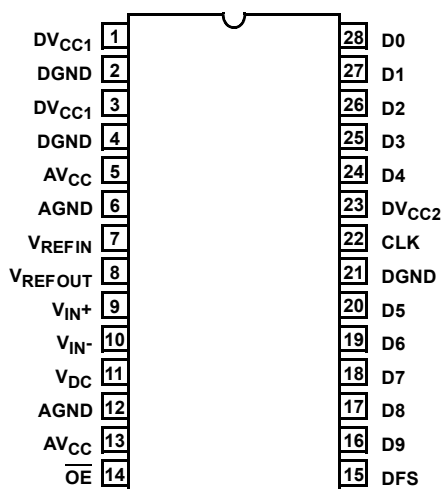 DVCC1 1 28 D0
DGND 2 27 D1
DVCC1 3 26 D2
DGND 4 25 D3
AVCC 5 24 D4
AGND 6 23 DVCC2
VREFIN 7 22 CLK
VREFOUT 8 21 DGND
VIN+ 9 20 D5
VIN- 10 19 D6
VDC 11 18 D7
AGND 12 17 D8
AVCC 13 16 D9
O̅E̅ 14 15 DFS